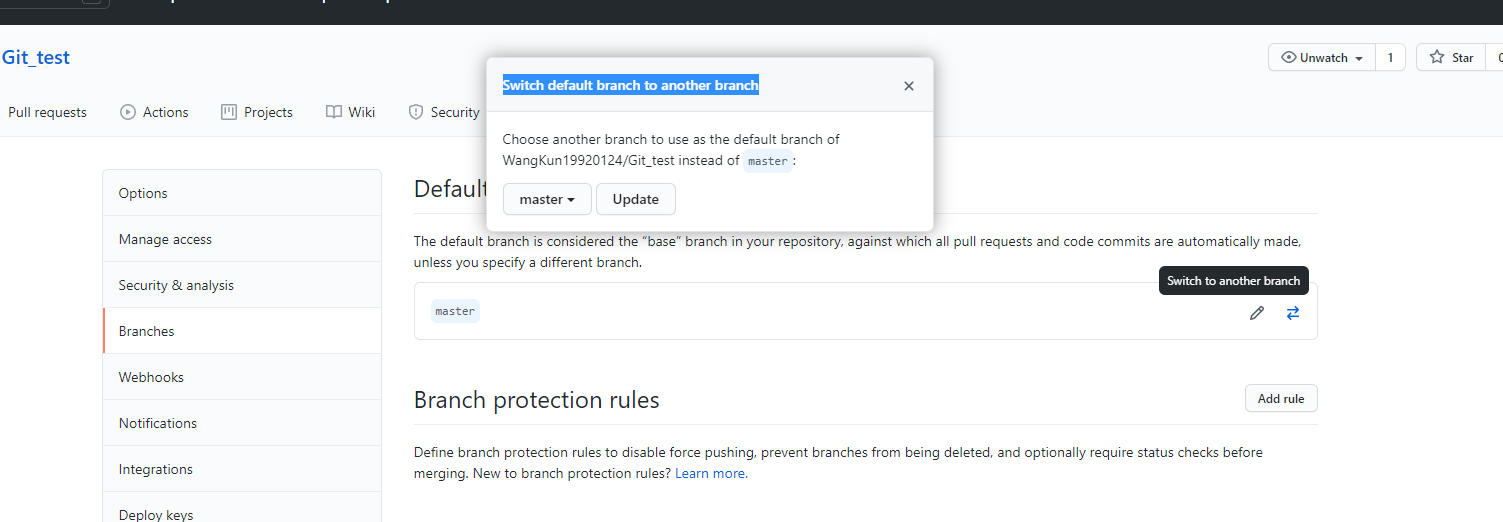 Git_test
Unwatch 1 Star
Pull requests Actions Projects Wiki Security
Switch default branch to another branch
Choose another branch to use as the default branch of
WangKun19920124/Git_test instead of master :
master Update
Options
Manage access
Security & analysis
Branches
Webhooks
Notifications
Integrations
Deploy keys
Default
The default branch is considered the “base” branch in your repository, against which all pull requests and code commits are automatically made,
unless you specify a different branch.
Switch to another branch
master
Branch protection rules
Add rule
Define branch protection rules to disable force pushing, prevent branches from being deleted, and optionally require status checks before
merging. New to branch protection rules? Learn more.